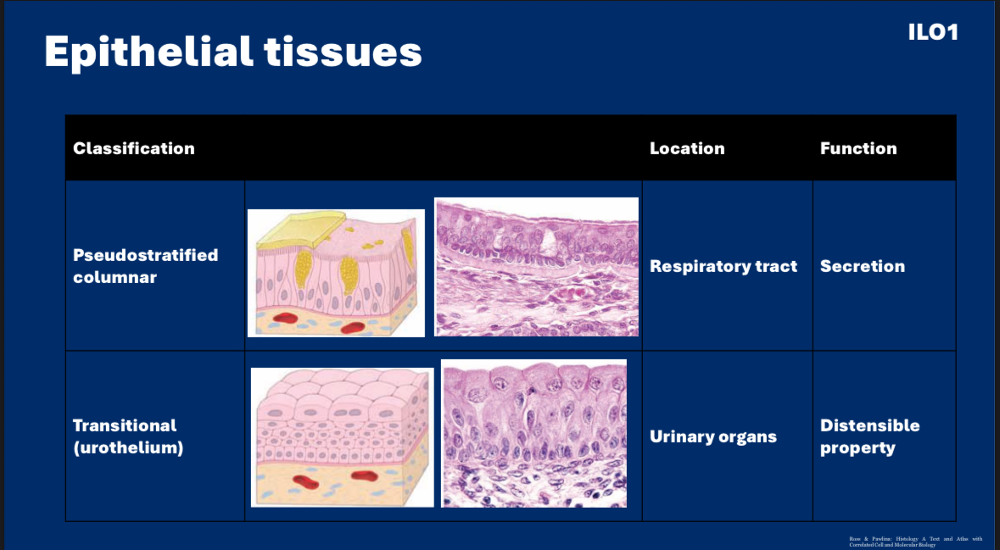 ILO1
Epithelial tissues
Classification
Location
Function
Pseudostratified
columnar
Respiratory tract
Secretion
Transitional
(urothelium)
Urinary organs
Distensible
property
Ross & Pawlina: Histology A Text and Atlas with
Correlated Cell and Molecular Biology